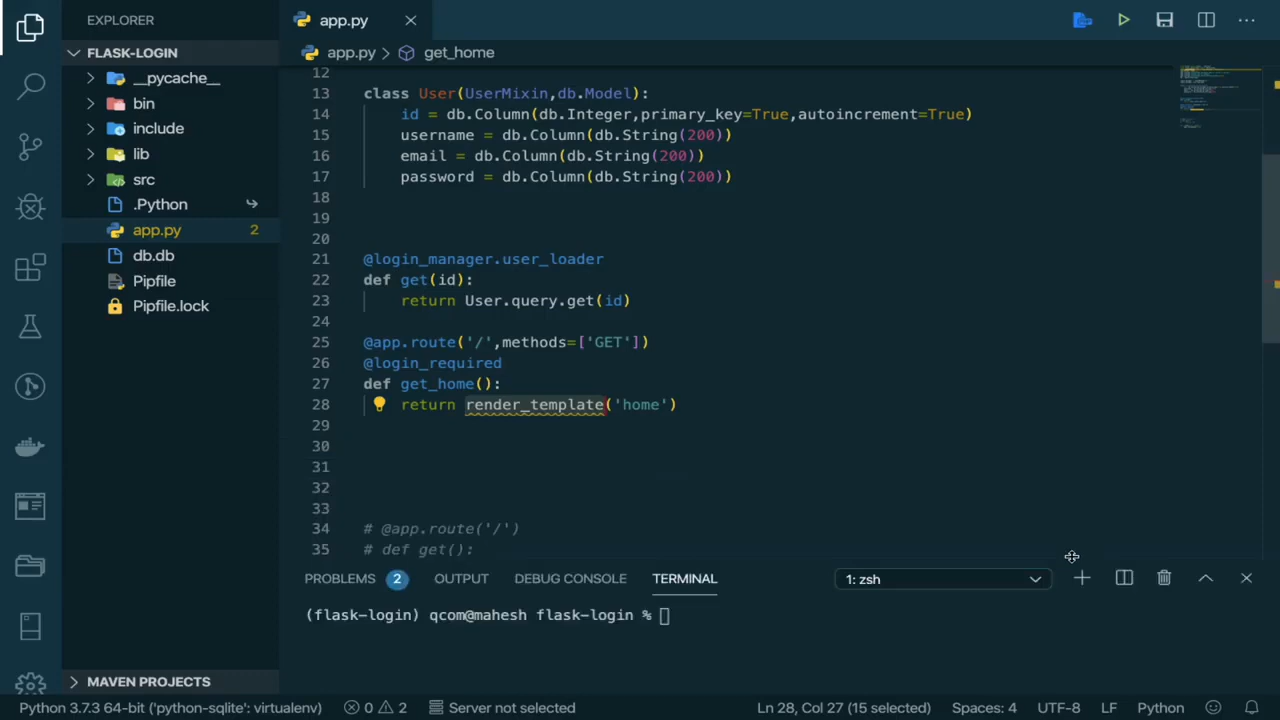 EXPLORER
FLASK-LOGIN
__pycache__
bin
include
lib
src
.Python
app.py 2
db.db
Pipfile
Pipfile.lock
MAVEN PROJECTS
app.py
app.py > get_home
12
13 class User(UserMixin,db.Model):
14 id = db.Column(db.Integer,primary_key=True,autoincrement=True)
15 username = db.Column(db.String(200))
16 email = db.Column(db.String(200))
17 password = db.Column(db.String(200))
18
19
20
21 @login_manager.user_loader
22 def get(id):
23 return User.query.get(id)
24
25 @app.route('/',methods=['GET'])
26 @login_required
27 def get_home():
28 return render_template('home')
29
30
31
32
33
34 # @app.route('/')
35 # def get():
PROBLEMS 2 OUTPUT DEBUG CONSOLE TERMINAL 1: zsh
(flask-login) qcom@mahesh flask-login %
Python 3.7.3 64-bit ('python-sqlite': virtualenv) 0 2 Server not selected Ln 28, Col 27 (15 selected) Spaces: 4 UTF-8 LF Python